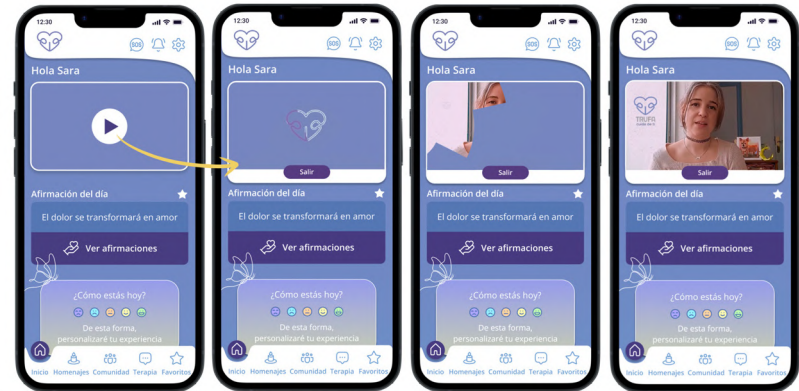 12:30
SOS
Hola Sara
Afirmación del día
El dolor se transformará en amor
Ver afirmaciones
¿Cómo estás hoy?
De esta forma,
personalizaré tu experiencia
Inicio Homenajes Comunidad Terapia Favoritos
12:30
SOS
Hola Sara
Salir
Afirmación del día
El dolor se transformará en amor
Ver afirmaciones
¿Cómo estás hoy?
De esta forma,
personalizaré tu experiencia
Inicio Homenajes Comunidad Terapia Favoritos
12:30
SOS
Hola Sara
Salir
Afirmación del día
El dolor se transformará en amor
Ver afirmaciones
¿Cómo estás hoy?
De esta forma,
personalizaré tu experiencia
Inicio Homenajes Comunidad Terapia Favoritos
12:30
SOS
Hola Sara
TRUFA
Salir
Afirmación del día
El dolor se transformará en amor
Ver afirmaciones
¿Cómo estás hoy?
De esta forma,
personalizaré tu experiencia
Inicio Homenajes Comunidad Terapia Favoritos